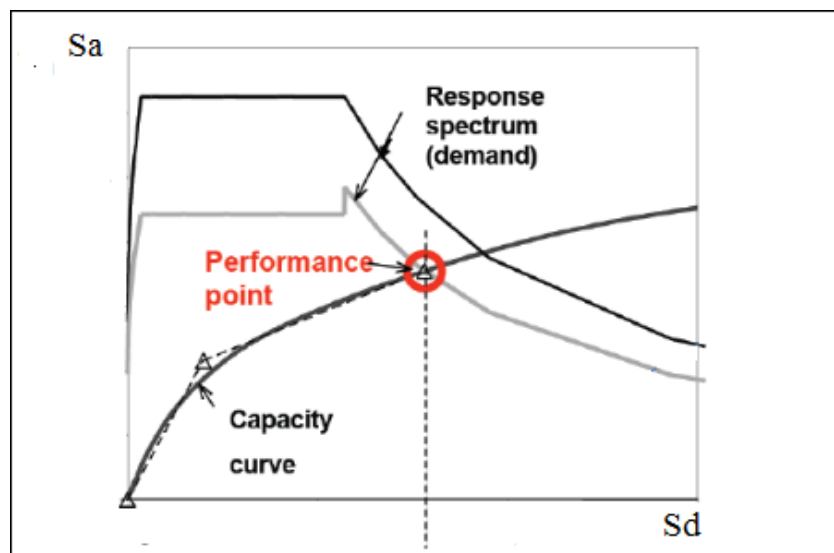 Sa
Response
spectrum
(demand)
Performance
point
Capacity
curve
Sd